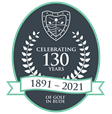 CELEBRATING
130
YEARS
1891 - 2021
OF GOLF
IN BUDE